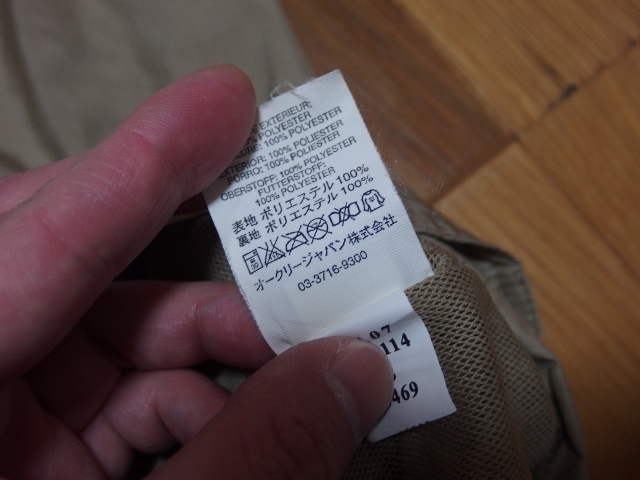 EXTERIEUR:
POLYESTER
100% POLYESTER
EXTERIOR: 100% POLIESTER
FORRO: 100% POLIESTER
OBERSTOFF: 100% POLYESTER
FUTTERSTOFF:
100% POLYESTER
表地 ポリエステル 100%
裏地 ポリエステル 100%
オークリージャパン株式会社
03-3716-9300
07
114
469